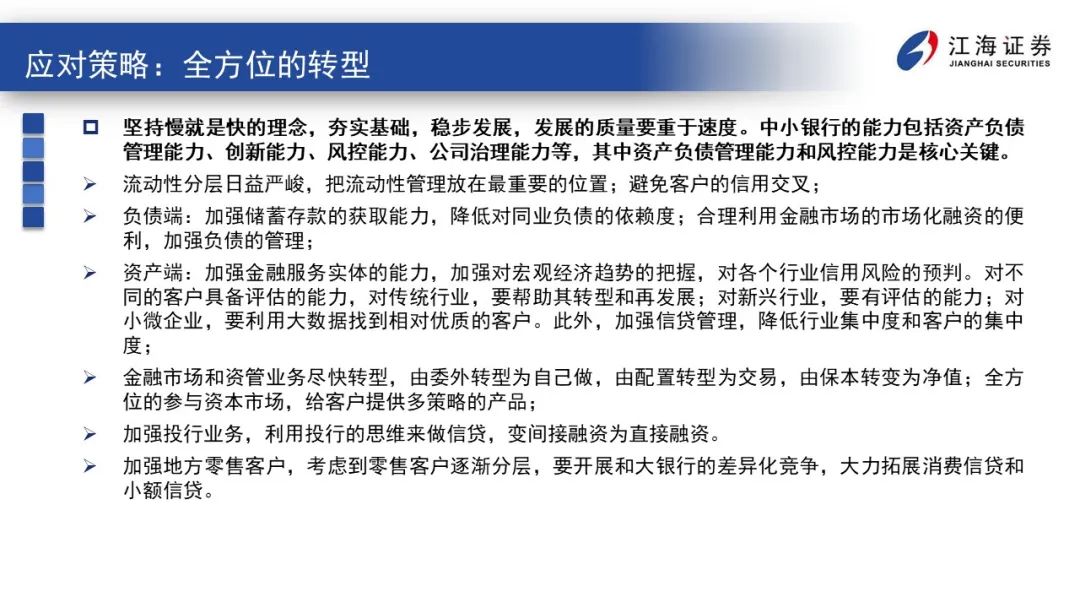 应对策略：全方位的转型
江海证券
JIANGHAI SECURITIES
坚持慢就是快的理念，夯实基础，稳步发展，发展的质量要重于速度。中小银行的能力包括资产负债
管理能力、创新能力、风控能力、公司治理能力等，其中资产负债管理能力和风控能力是核心关键。
流动性分层日益严峻，把流动性管理放在最重要的位置；避免客户的信用交叉；
负债端：加强储蓄存款的获取能力，降低对同业负债的依赖度；合理利用金融市场的市场化融资的便
利，加强负债的管理；
资产端：加强金融服务实体的能力，加强对宏观经济趋势的把握，对各个行业信用风险的预判。对不
同的客户具备评估的能力，对传统行业，要帮助其转型和再发展；对新兴行业，要有评估的能力；对
小微企业，要利用大数据找到相对优质的客户。此外，加强信贷管理，降低行业集中度和客户的集中
度；
金融市场和资管业务尽快转型，由委外转型为自己做，由配置转型为交易，由保本转变为净值；全方
位的参与资本市场，给客户提供多策略的产品；
加强投行业务，利用投行的思维来做信贷，变间接融资为直接融资。
加强地方零售客户，考虑到零售客户逐渐分层，要开展和大银行的差异化竞争，大力拓展消费信贷和
小额信贷。